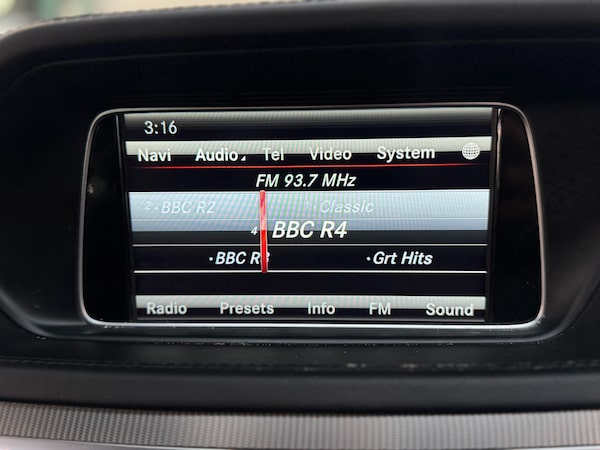 3:16
Navi Audio Tel Video System
FM 93.7 MHz
2 · BBC R2 · Classic
4 BBC R4
· BBC R3 · Grt Hits
Radio Presets Info FM Sound